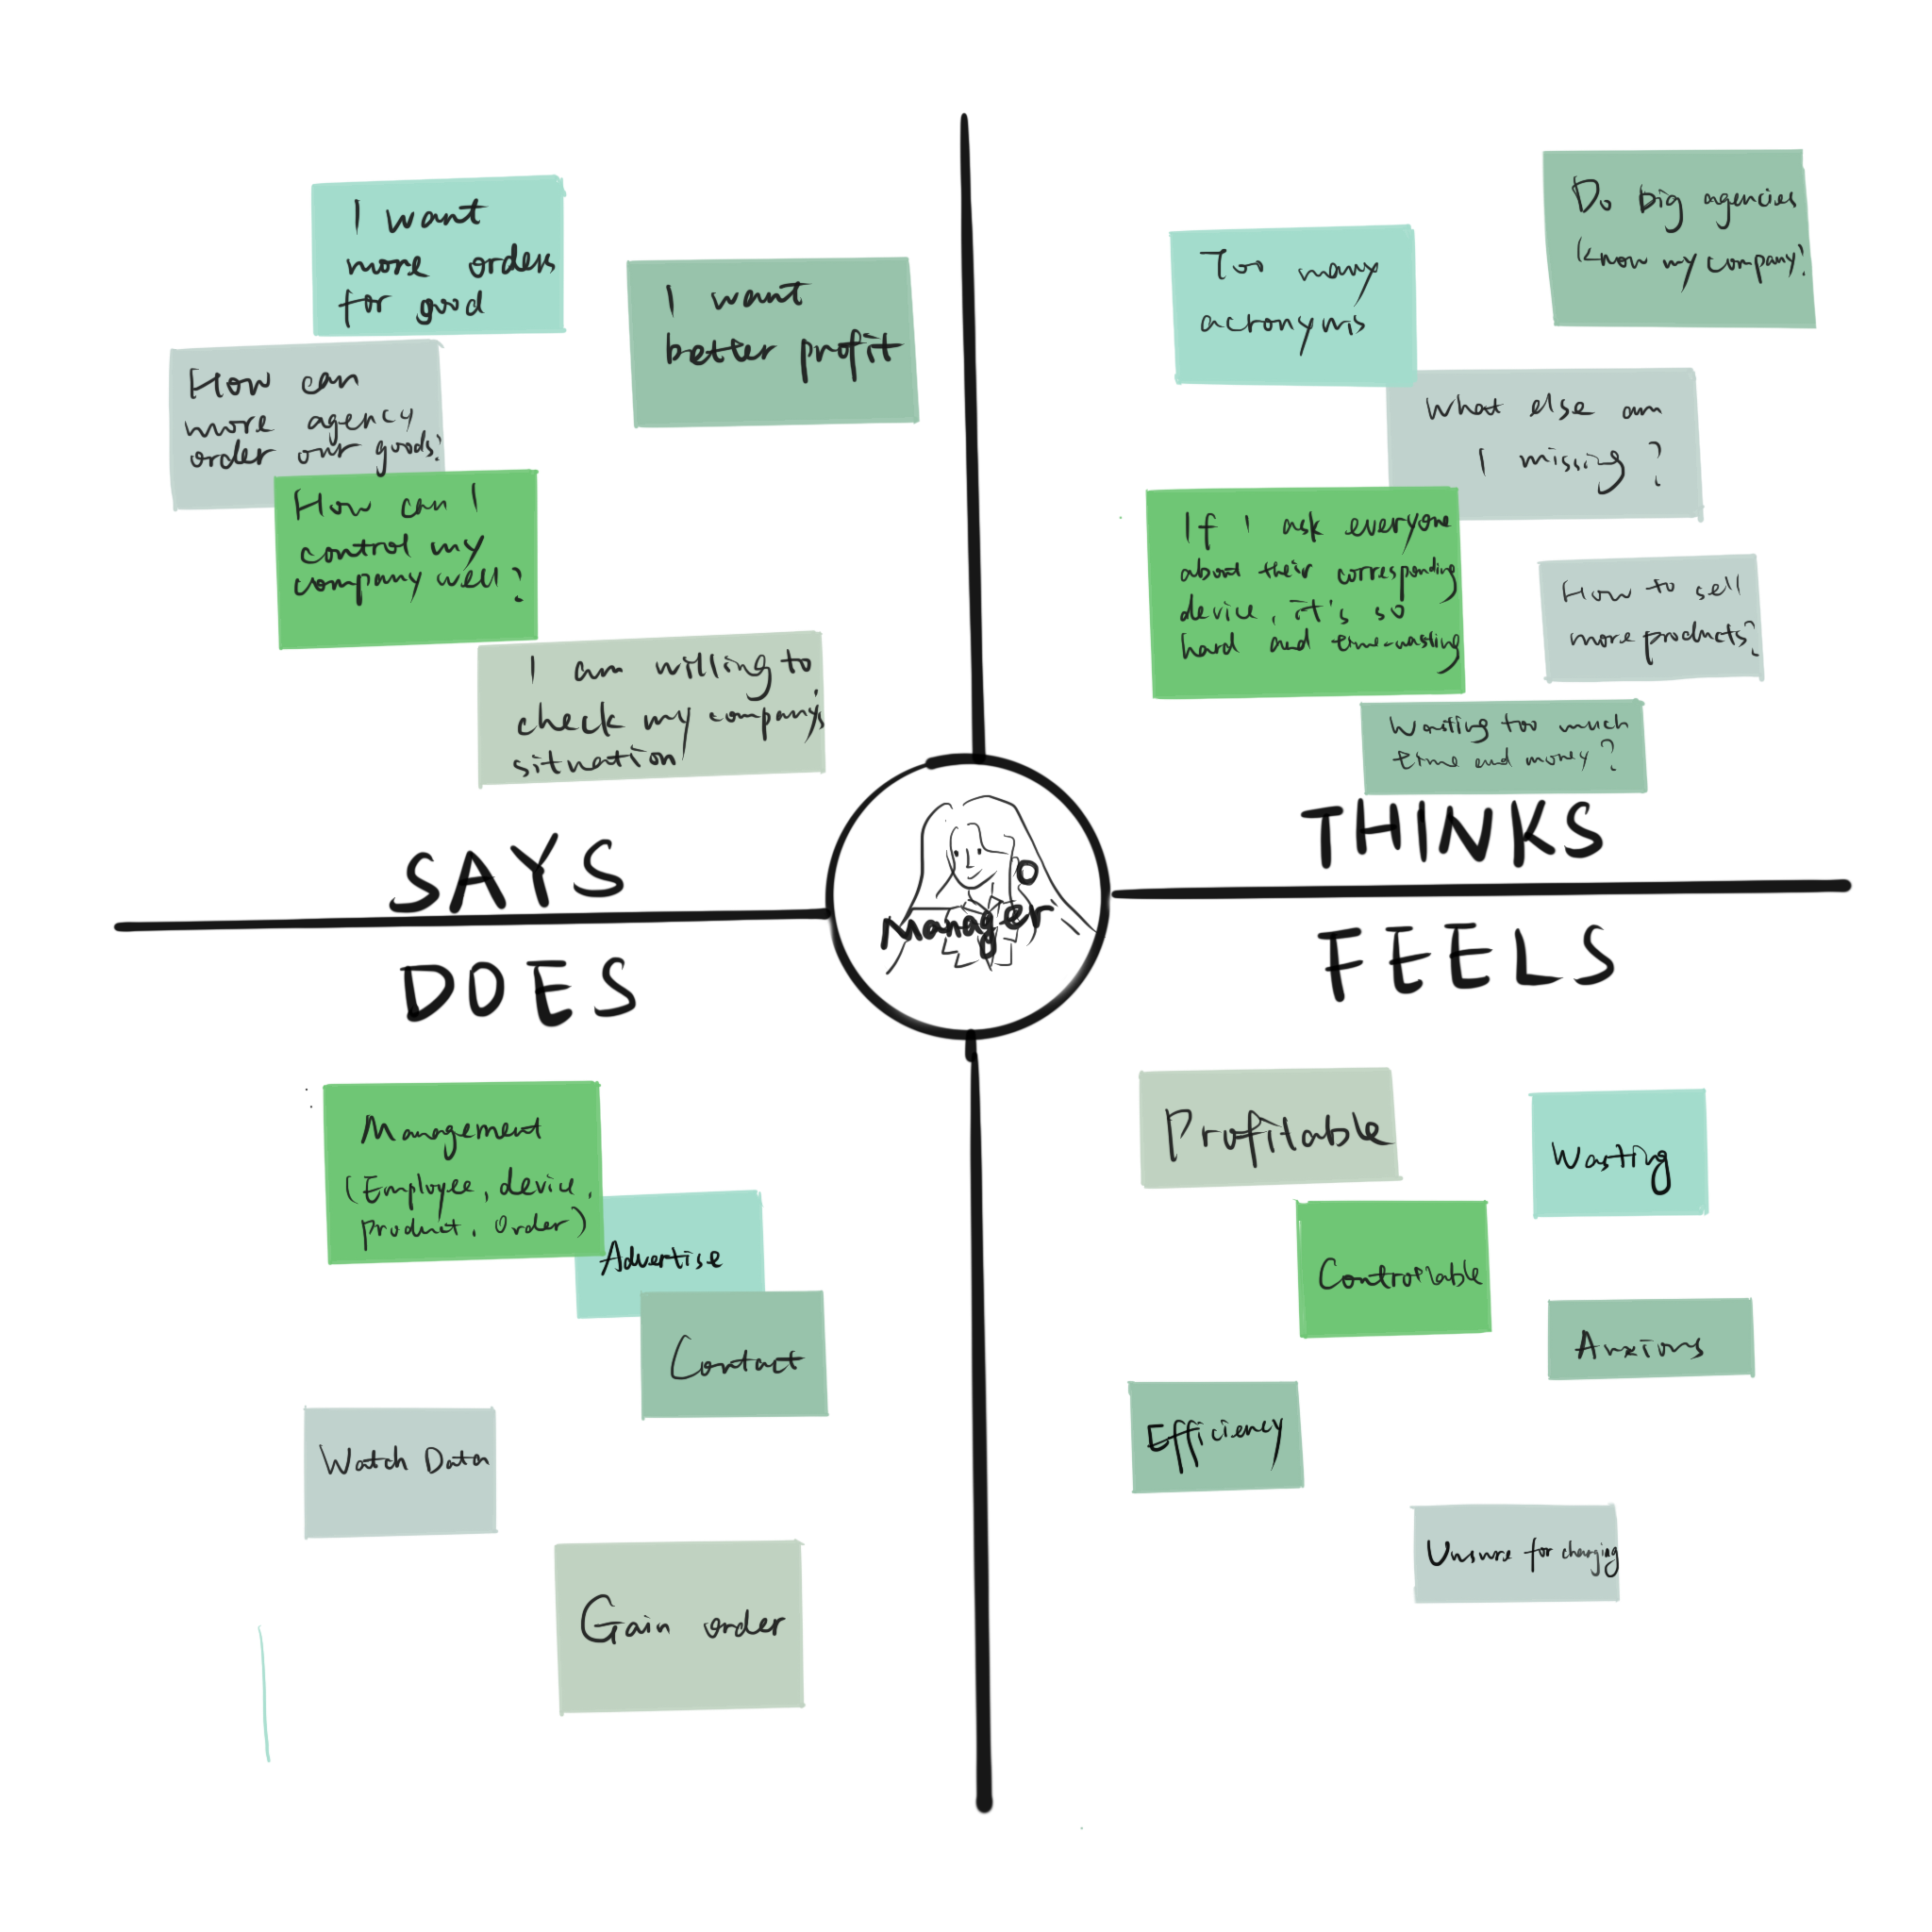 I want
more orders
for good
I want
better profit
How can
more agency
order our goods?
How can I
control my
company well?
I am willing to
check my company's
situation
SAYS
Do big agencies
know my company?
Too many
acronyms
What else am
I missing?
If I ask everyone
about their corresponding
device, it's so
hard and time-wasting
How to sell
more products?
Wasting too much
time and money?
THINKS
Manager
DOES
Management
(Employee, device,
product, Order)
Advertise
Contact
Watch Data
Gain order
FEELS
Profitable
Wasting
Controllable
Anxious
Efficiency
Unsure for changing